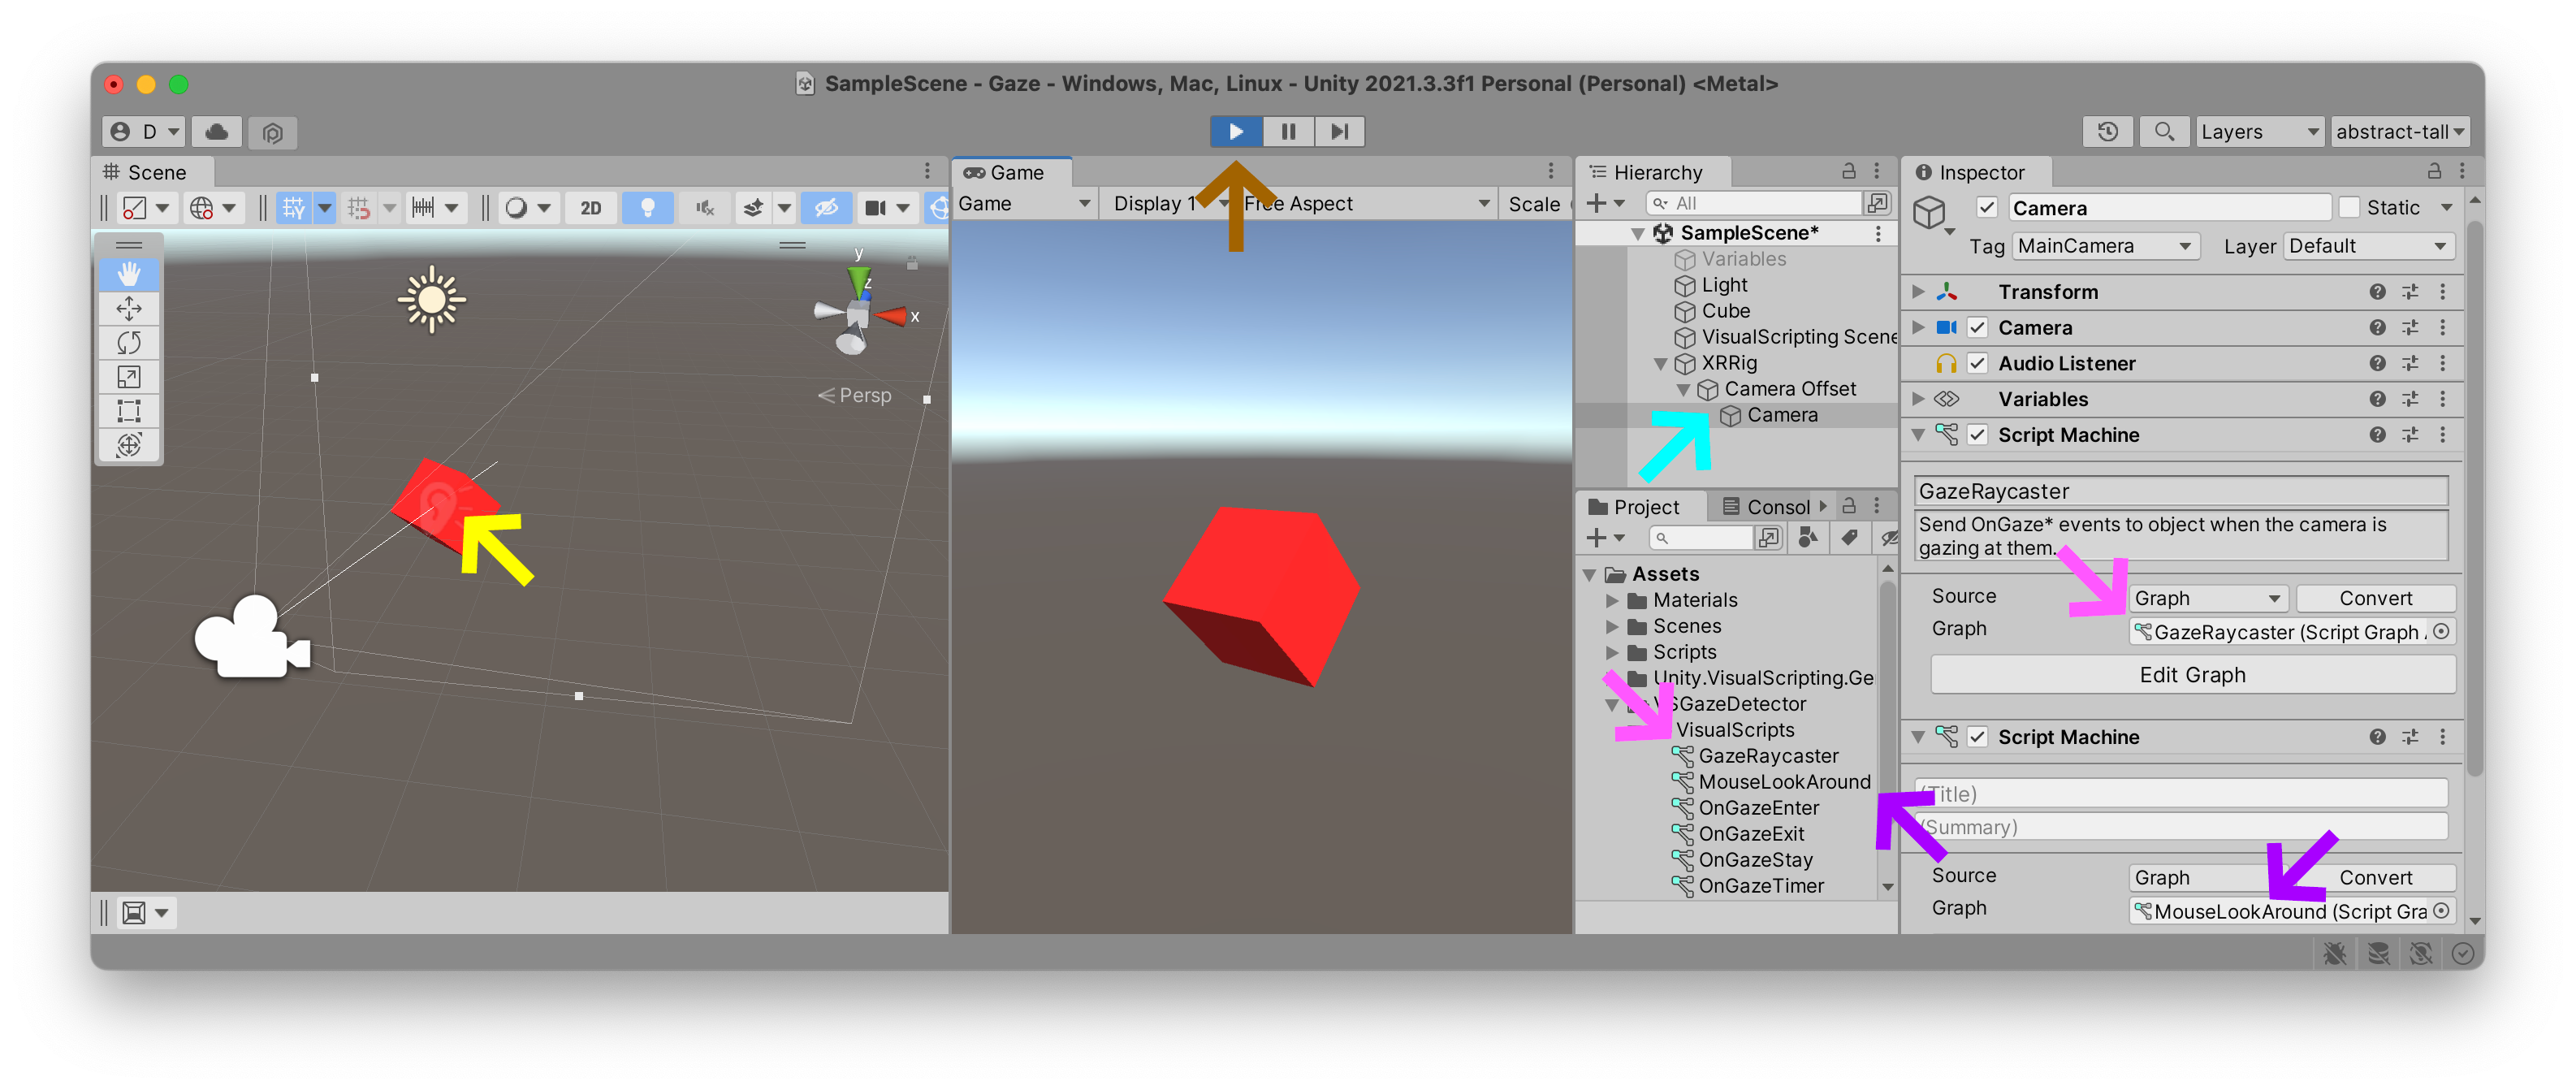 SampleScene - Gaze - Windows, Mac, Linux - Unity 2021.3.3f1 Personal (Personal) <Metal>
D
Layers
abstract-tall
Scene
2D
y
z
x
Persp
Game
Game
Display 1
Free Aspect
Scale
Hierarchy
All
SampleScene*
Variables
Light
Cube
VisualScripting Scene
XRRig
Camera Offset
Camera
Project
Consol
Assets
Materials
Scenes
Scripts
Unity.VisualScripting.Ge
VSGazeDetector
VisualScripts
GazeRaycaster
MouseLookAround
OnGazeEnter
OnGazeExit
OnGazeStay
OnGazeTimer
Inspector
Camera
Static
Tag
MainCamera
Layer
Default
Transform
Camera
Audio Listener
Variables
Script Machine
GazeRaycaster
Send OnGaze* events to object when the camera is
gazing at them.
Source
Graph
Convert
Graph
GazeRaycaster (Script Graph
Edit Graph
Script Machine
(Title)
(Summary)
Source
Graph
Convert
Graph
MouseLookAround (Script Gra